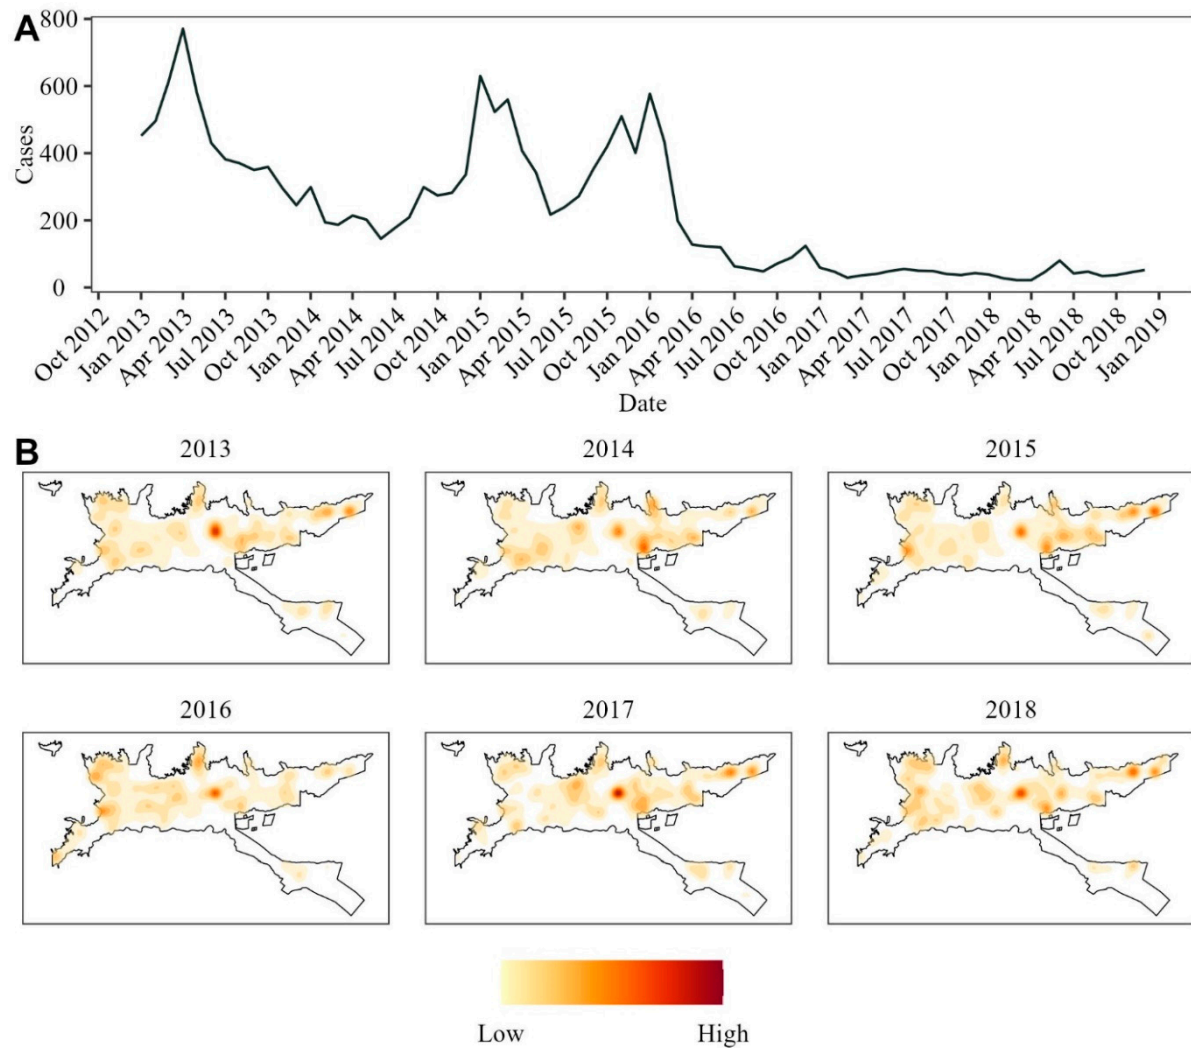 A
800
600
400
200
0
Cases
Oct 2012
Jan 2013
Apr 2013
Jul 2013
Oct 2013
Jan 2014
Apr 2014
Jul 2014
Oct 2014
Jan 2015
Apr 2015
Jul 2015
Oct 2015
Jan 2016
Apr 2016
Jul 2016
Oct 2016
Jan 2017
Apr 2017
Jul 2017
Oct 2017
Jan 2018
Apr 2018
Jul 2018
Oct 2018
Jan 2019
Date
B
2013 2014 2015
2016 2017 2018
Low High